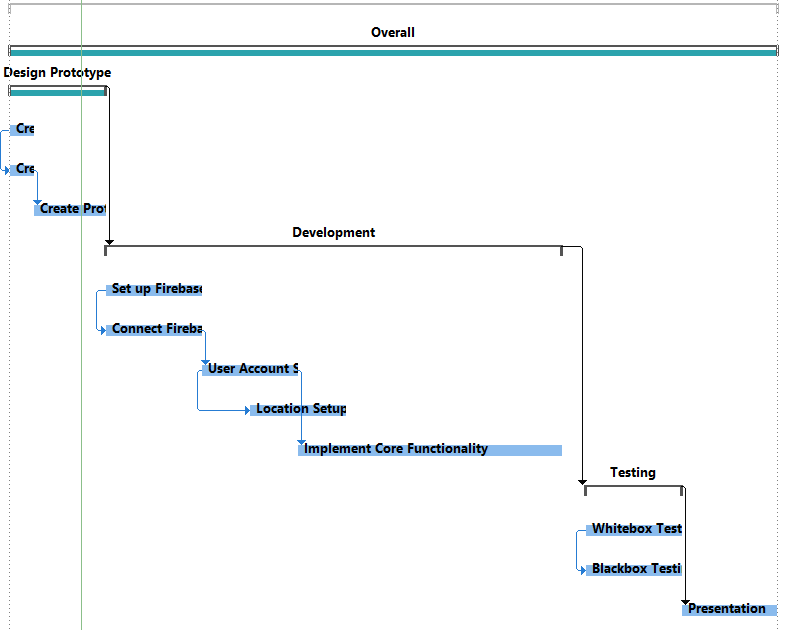 Overall
Design Prototype
Cre
Cre
Create Prot
Development
Set up Firebase
Connect Fireba
User Account S
Location Setup
Implement Core Functionality
Testing
Whitebox Test
Blackbox Testi
Presentation